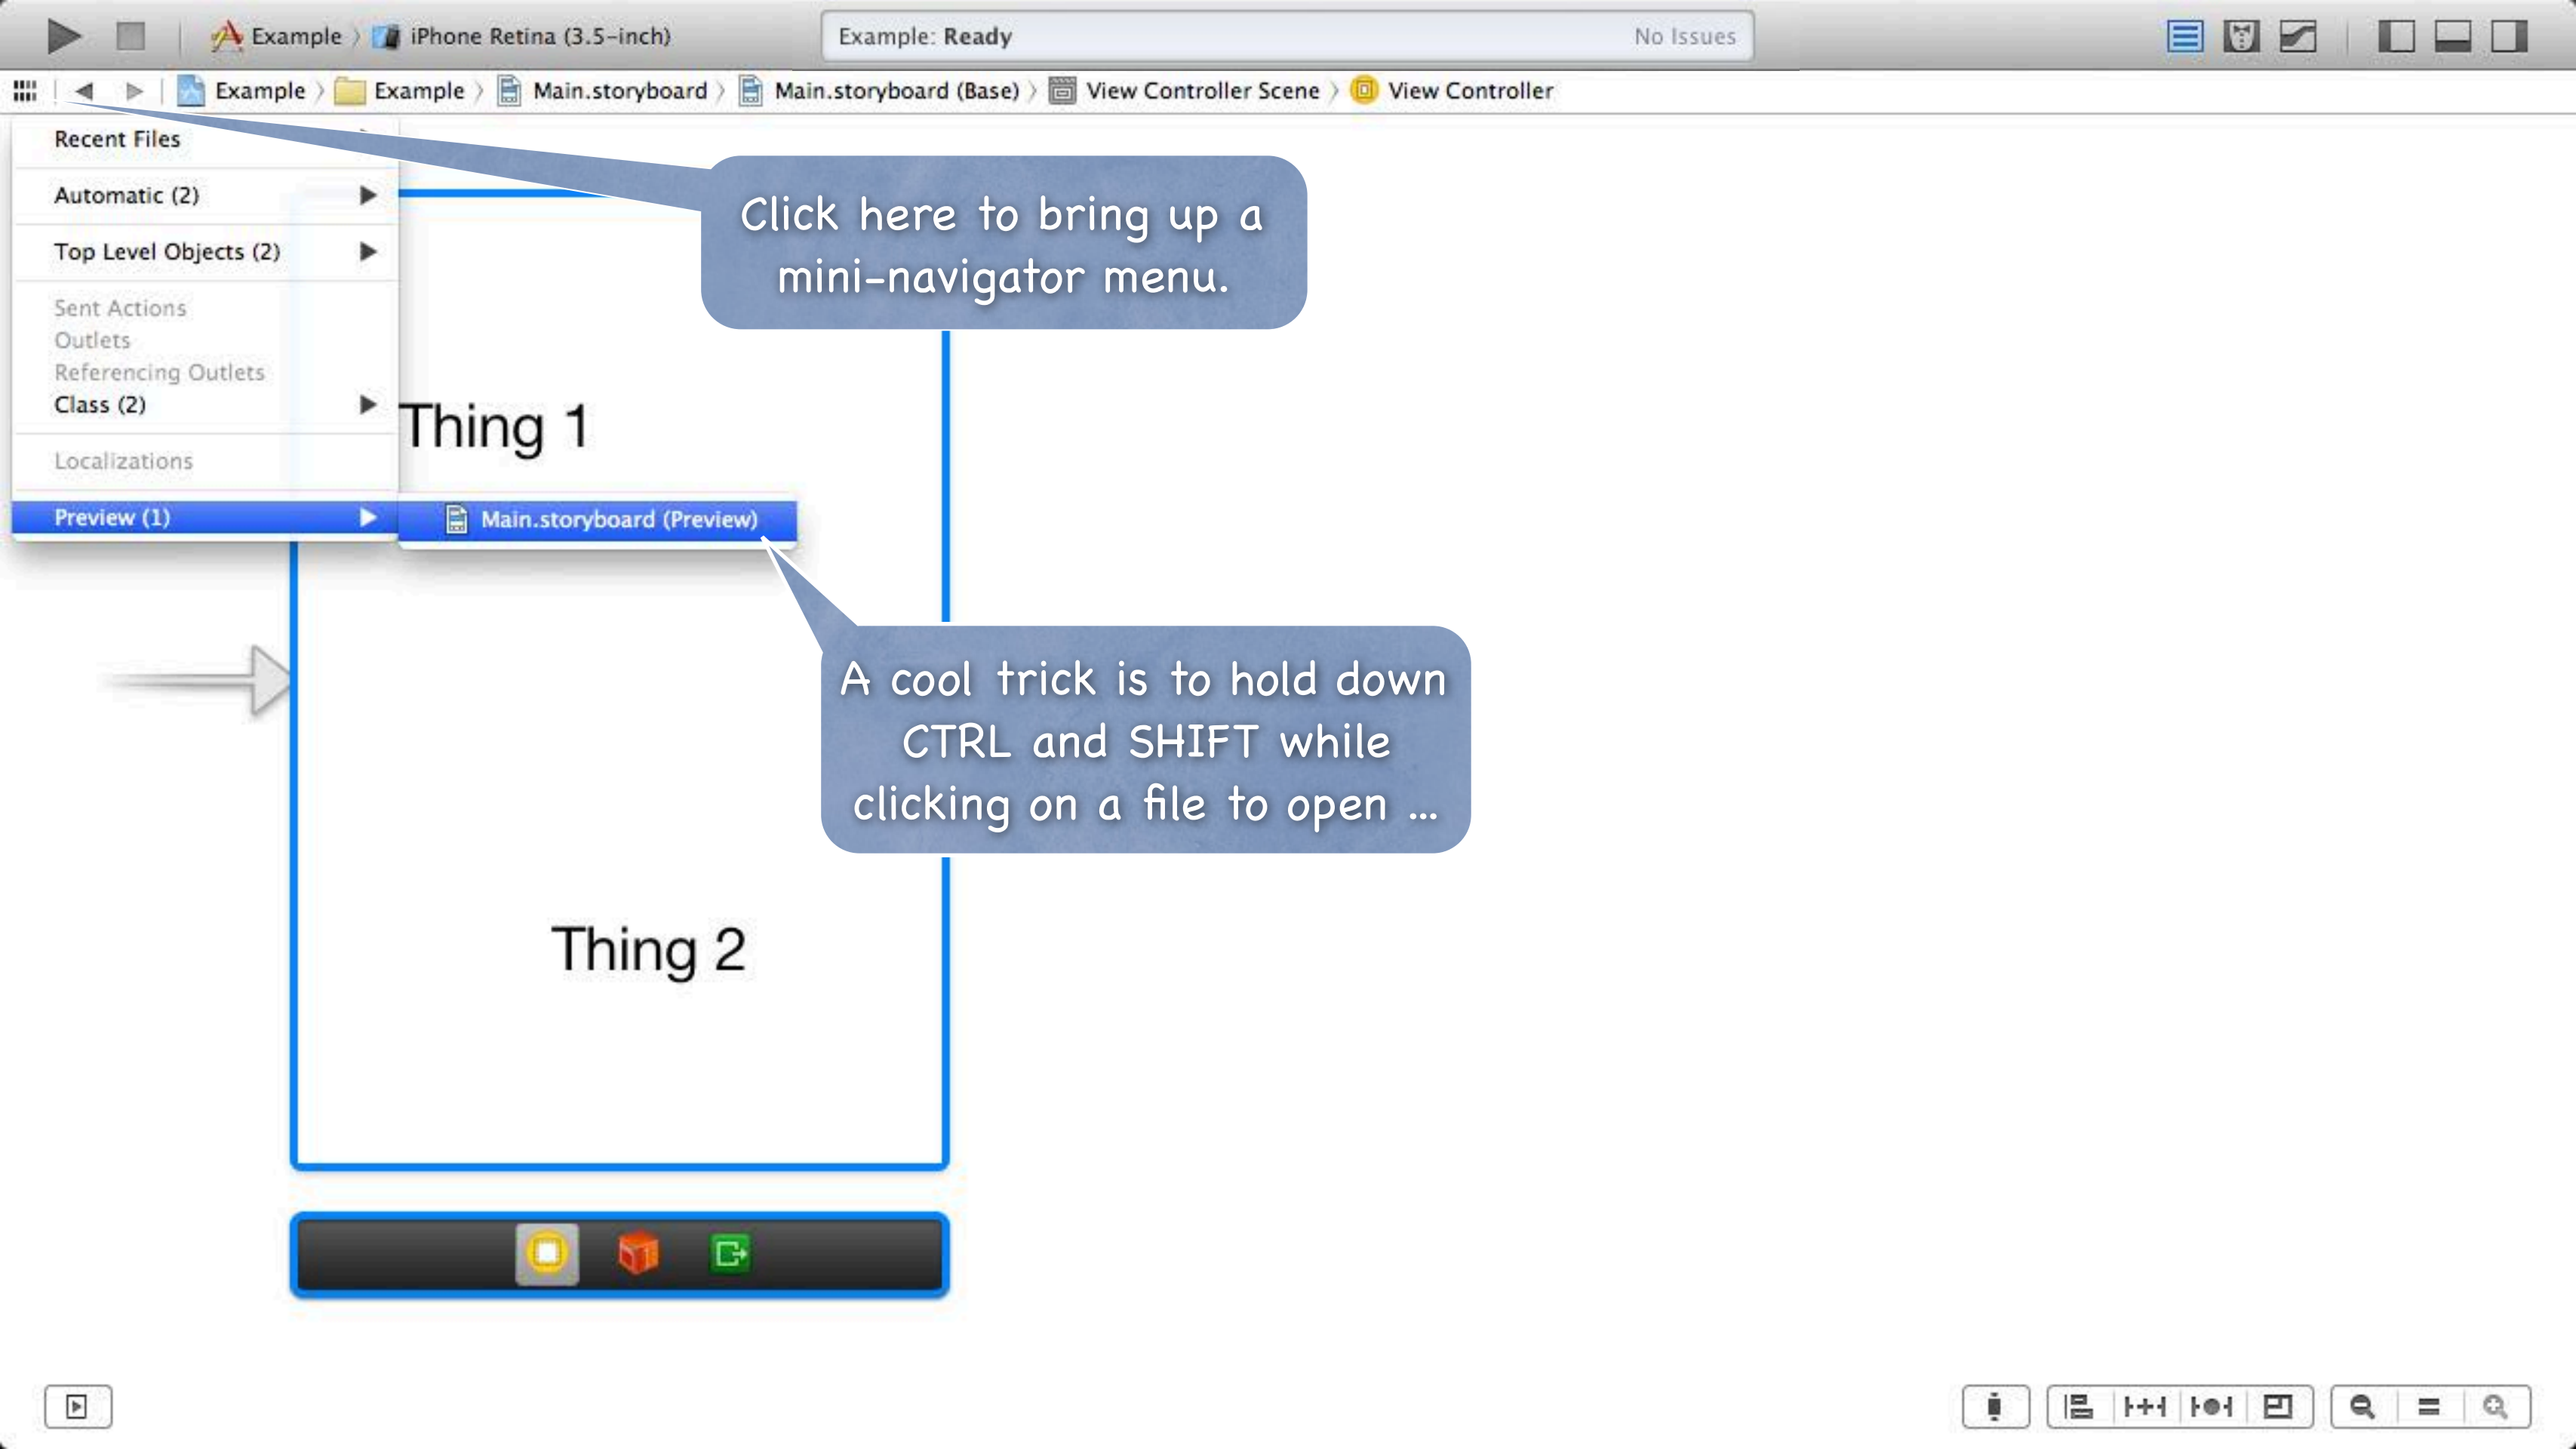 Example
iPhone Retina (3.5-inch)
Example: Ready
No Issues
Example
Example
Main.storyboard
Main.storyboard (Base)
View Controller Scene
View Controller
Recent Files
Automatic (2)
Top Level Objects (2)
Sent Actions
Outlets
Referencing Outlets
Class (2)
Localizations
Preview (1)
Main.storyboard (Preview)
Click here to bring up a
mini-navigator menu.
Thing 1
A cool trick is to hold down
CTRL and SHIFT while
clicking on a file to open ...
Thing 2